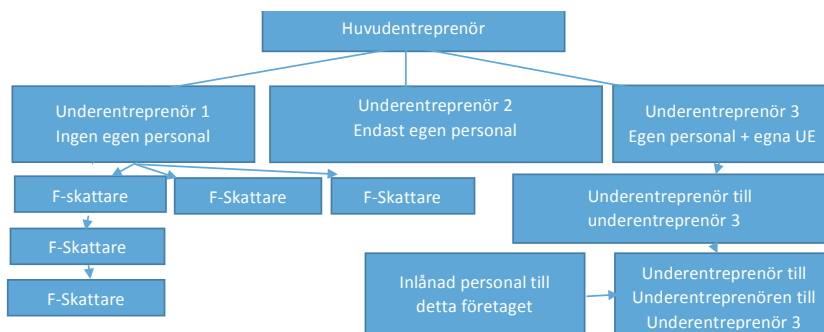 Huvudentreprenör
Underentreprenör 1
Ingen egen personal
Underentreprenör 2
Endast egen personal
Underentreprenör 3
Egen personal + egna UE
F-skattare
F-Skattare
F-Skattare
Underentreprenör till
underentreprenör 3
F-Skattare
F-Skattare
Inlånad personal till
detta företaget
Underentreprenör till
Underentreprenören till
Underentreprenör 3